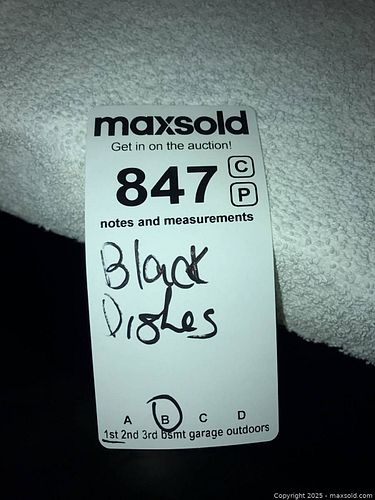 maxsold
Get in on the auction!
847
C
P
notes and measurements
Black
Dishes
A B C D
1st 2nd 3rd bsmt garage outdoors
Copyright 2025 - maxsold.com